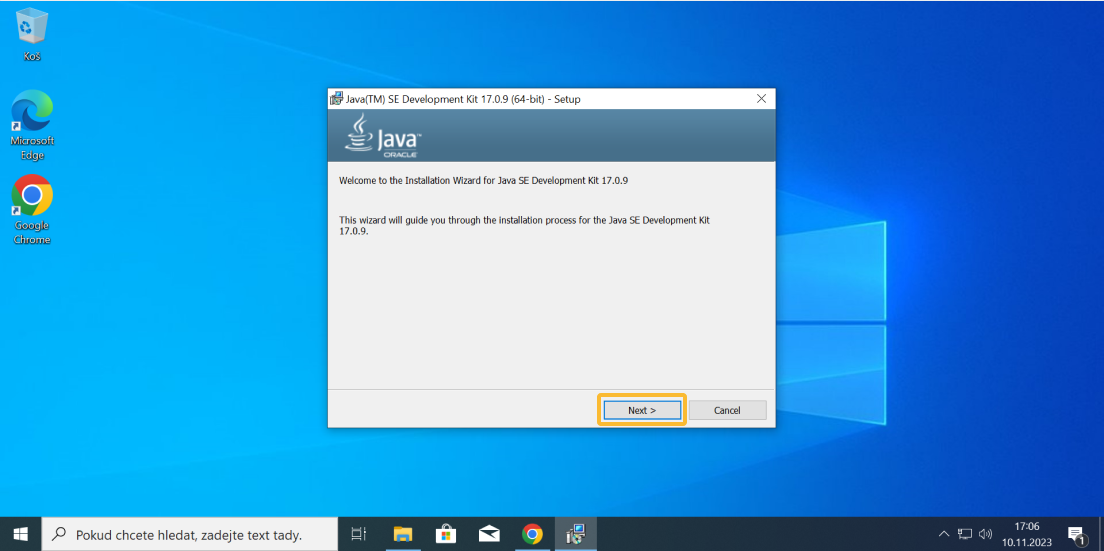 Koš
Microsoft
Edge
Google
Chrome
Java(TM) SE Development Kit 17.0.9 (64-bit) - Setup
Java™
ORACLE
Welcome to the Installation Wizard for Java SE Development Kit 17.0.9
This wizard will guide you through the installation process for the Java SE Development Kit
17.0.9.
Next >
Cancel
Pokud chcete hledat, zadejte text tady.
17:06
10.11.2023
1